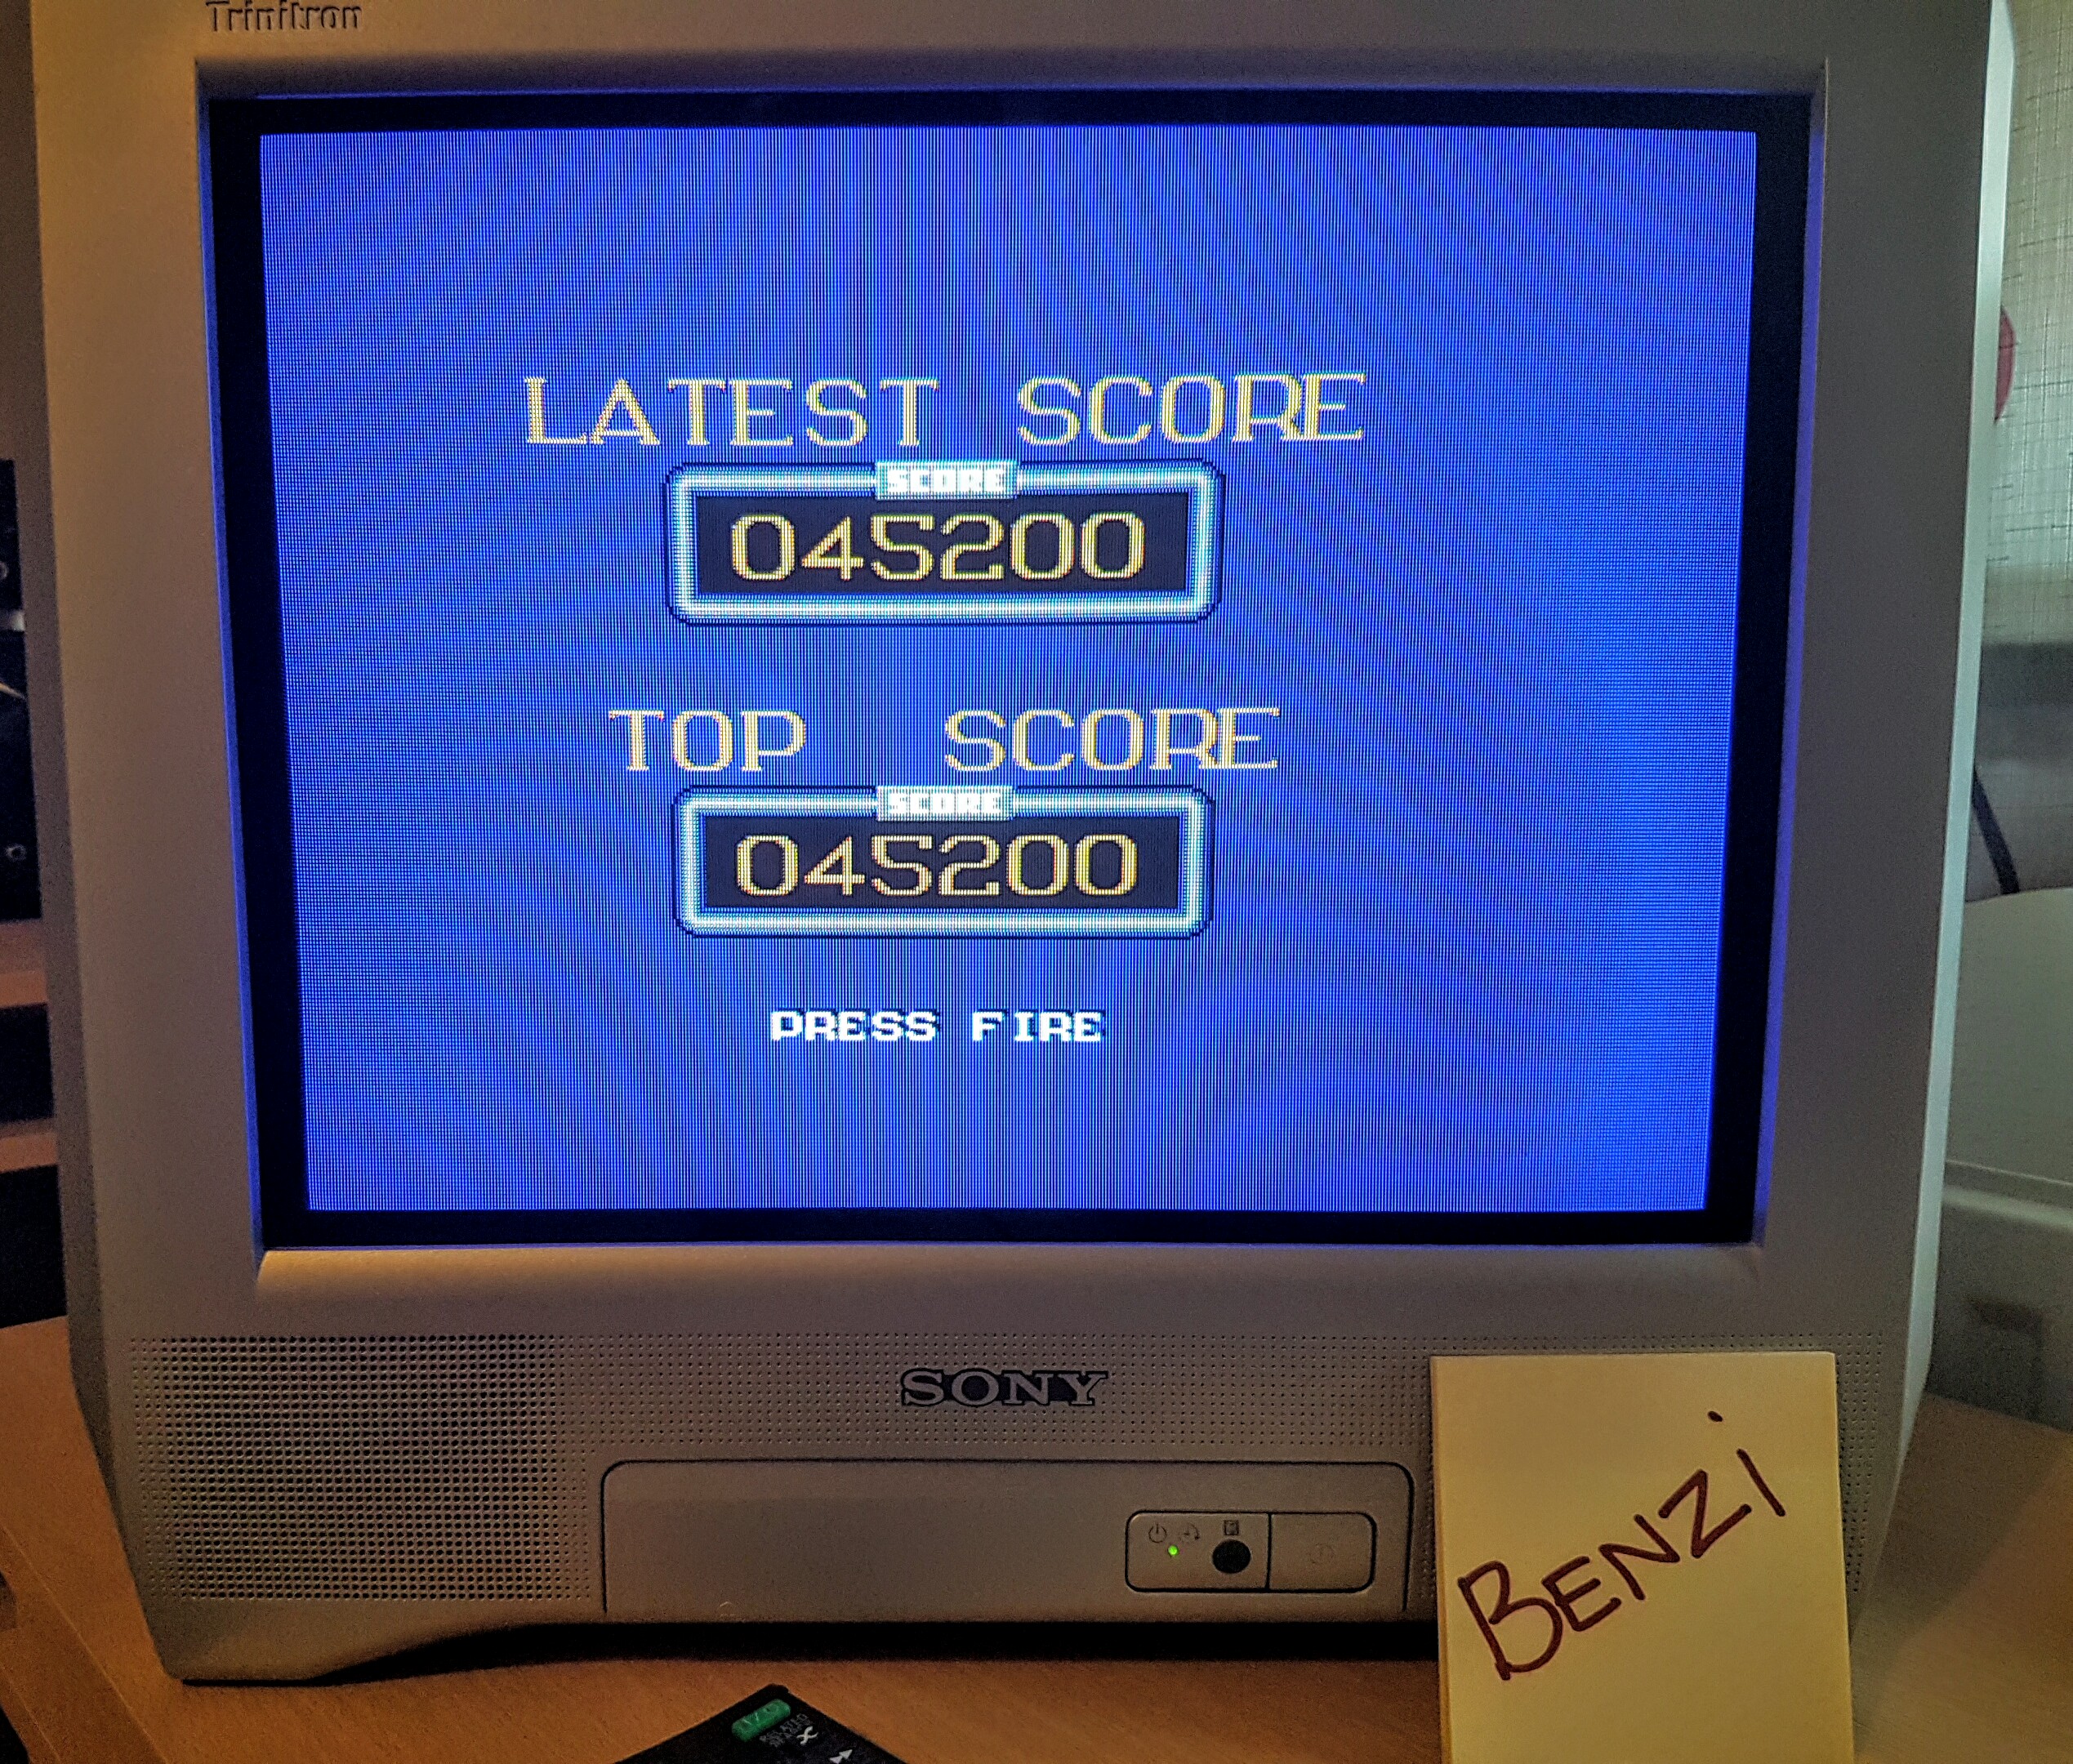 Trinitron
LATEST SCORE
SCORE
045200
TOP SCORE
SCORE
045200
PRESS FIRE
SONY
BENZi